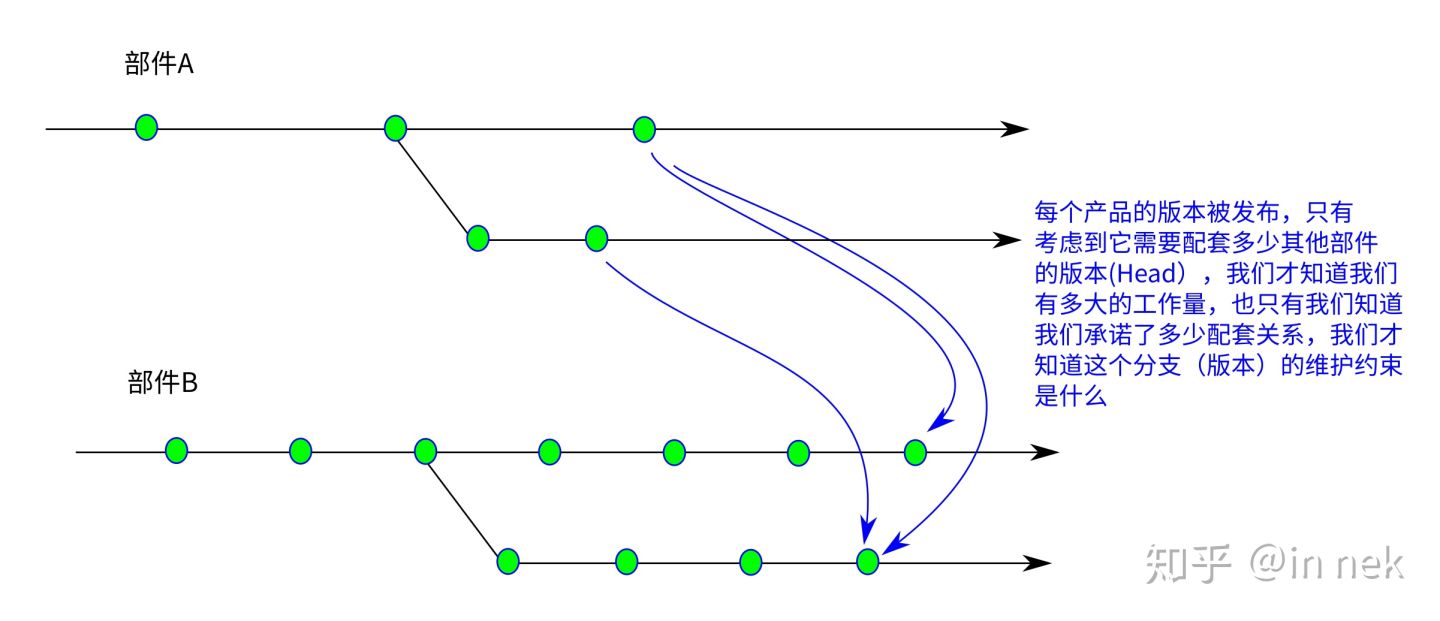 部件A
每个产品的版本被发布，只有
考虑到它需要配套多少其他部件
的版本(Head），我们才知道我们
有多大的工作量，也只有我们知道
我们承诺了多少配套关系，我们才
知道这个分支（版本）的维护约束
是什么
部件B
知乎 @in nek